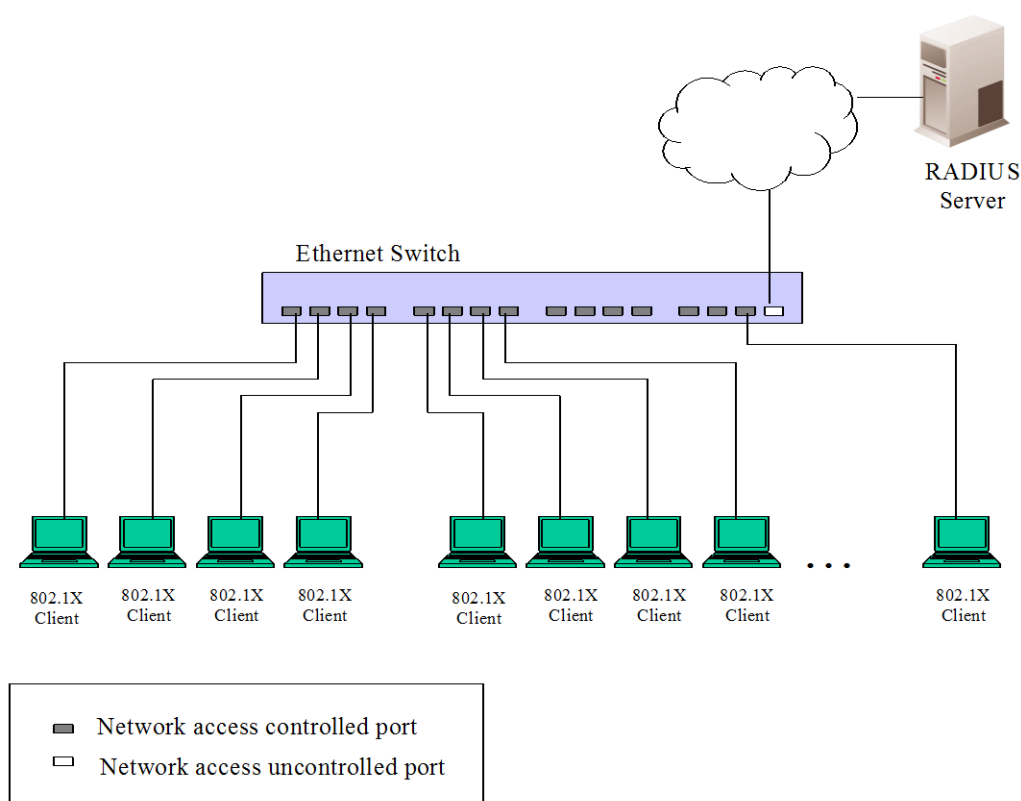 RADIUS
Server
Ethernet Switch
802.1X
Client
802.1X
Client
802.1X
Client
802.1X
Client
802.1X
Client
802.1X
Client
802.1X
Client
802.1X
Client
. . .
802.1X
Client
Network access controlled port
Network access uncontrolled port